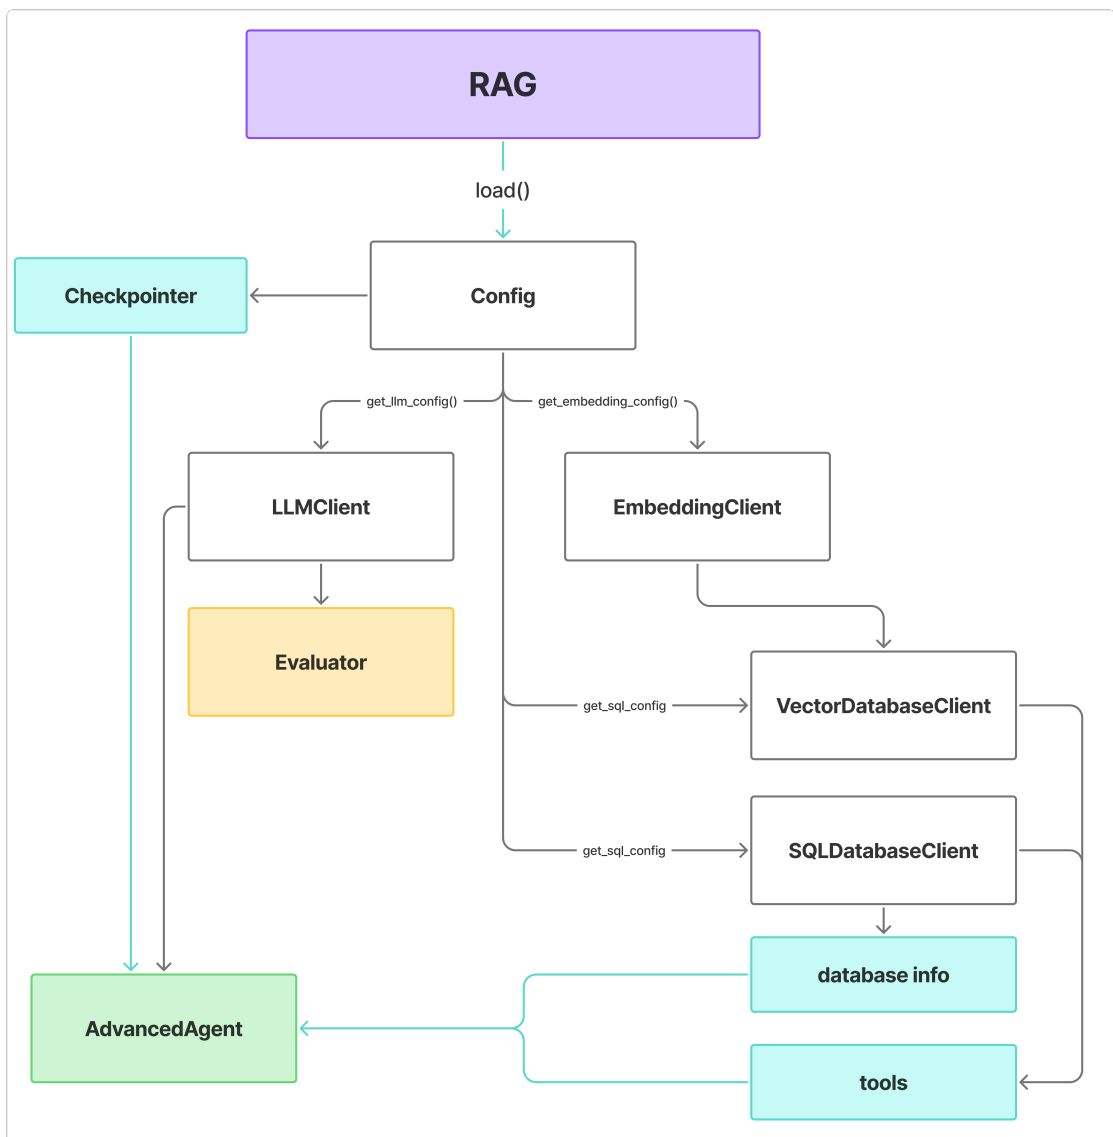 RAG
load()
Checkpointer
Config
get_llm_config()
get_embedding_config()
LLMClient
EmbeddingClient
Evaluator
get_sql_config
VectorDatabaseClient
get_sql_config
SQLDatabaseClient
database info
AdvancedAgent
tools